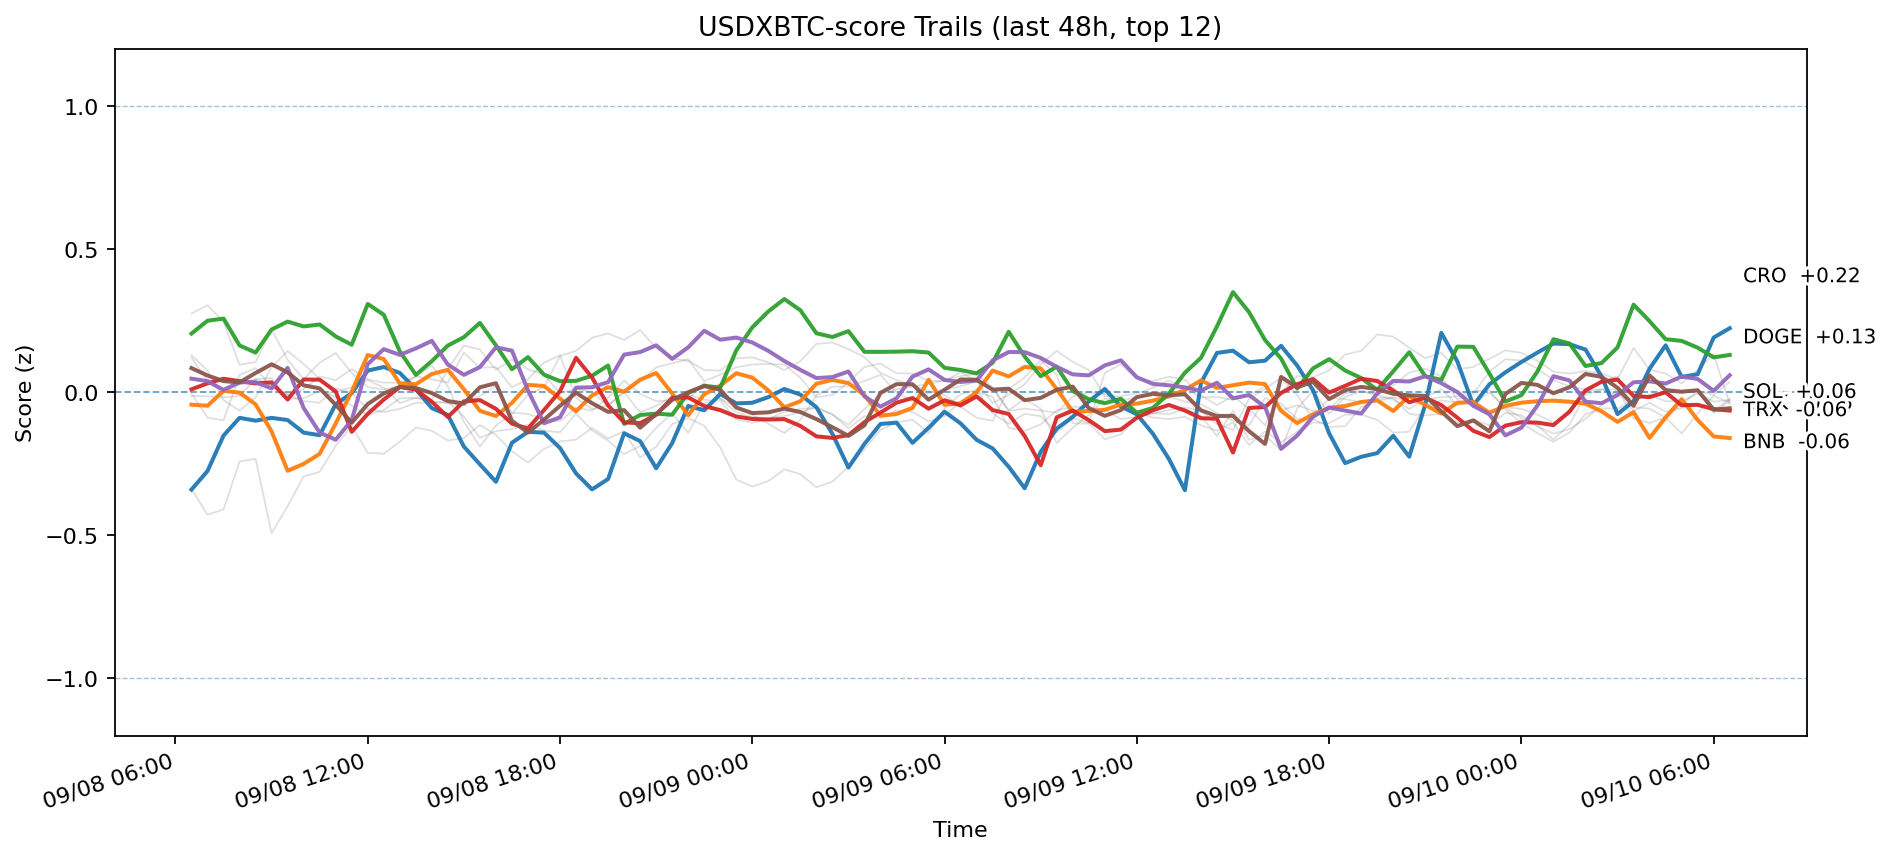 USDXBTC-score Trails (last 48h, top 12)
Score (z)
1.0
0.5
0.0
−0.5
−1.0
CRO +0.22
DOGE +0.13
SOL +0.06
TRX -0.06
BNB -0.06
09/08 06:00
09/08 12:00
09/08 18:00
09/09 00:00
09/09 06:00
09/09 12:00
09/09 18:00
09/10 00:00
09/10 06:00
Time